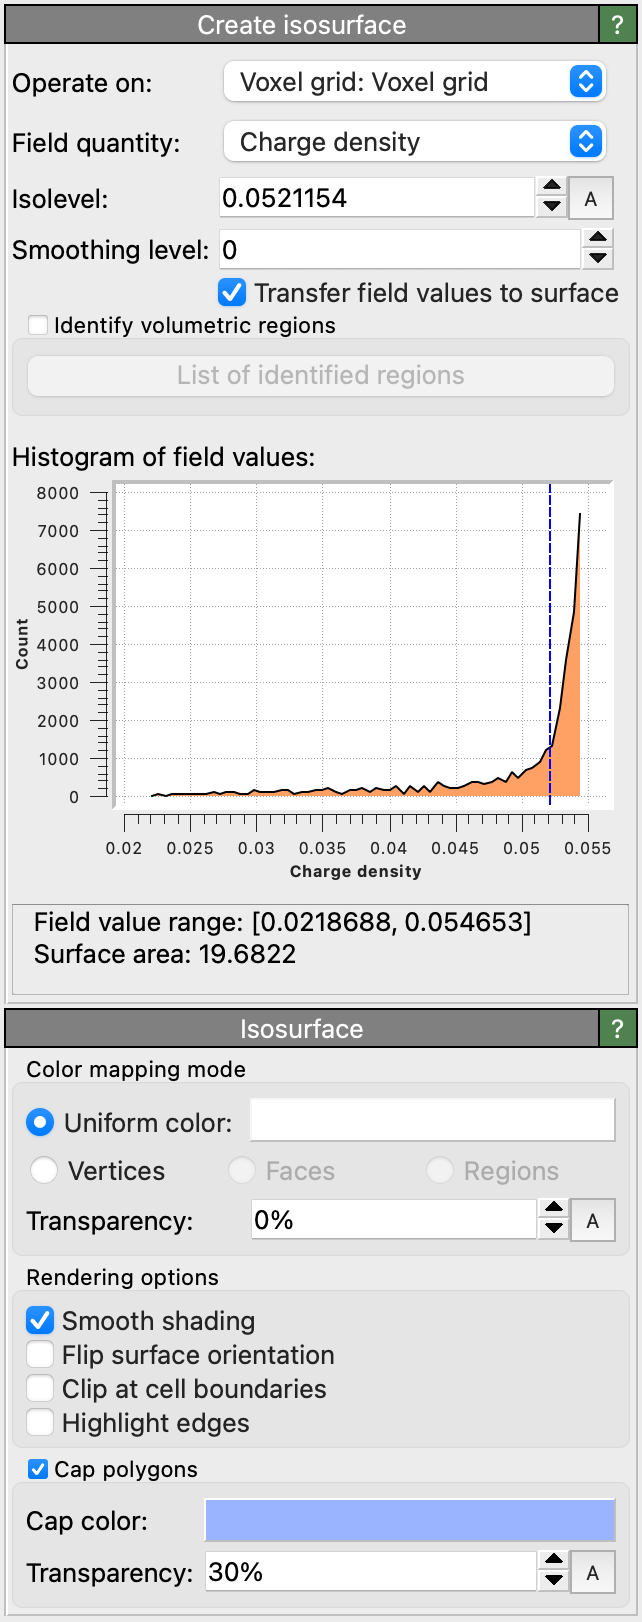 Create isosurface ?
Operate on: Voxel grid: Voxel grid
Field quantity: Charge density
Isolevel: 0.0521154 A
Smoothing level: 0
Transfer field values to surface
Identify volumetric regions
List of identified regions
Histogram of field values:
8000
7000
6000
5000
4000
3000
2000
1000
0
Count
0.02 0.025 0.03 0.035 0.04 0.045 0.05 0.055
Charge density
Field value range: [0.0218688, 0.054653]
Surface area: 19.6822
Isosurface ?
Color mapping mode
Uniform color:
Vertices Faces Regions
Transparency: 0% A
Rendering options
Smooth shading
Flip surface orientation
Clip at cell boundaries
Highlight edges
Cap polygons
Cap color:
Transparency: 30% A